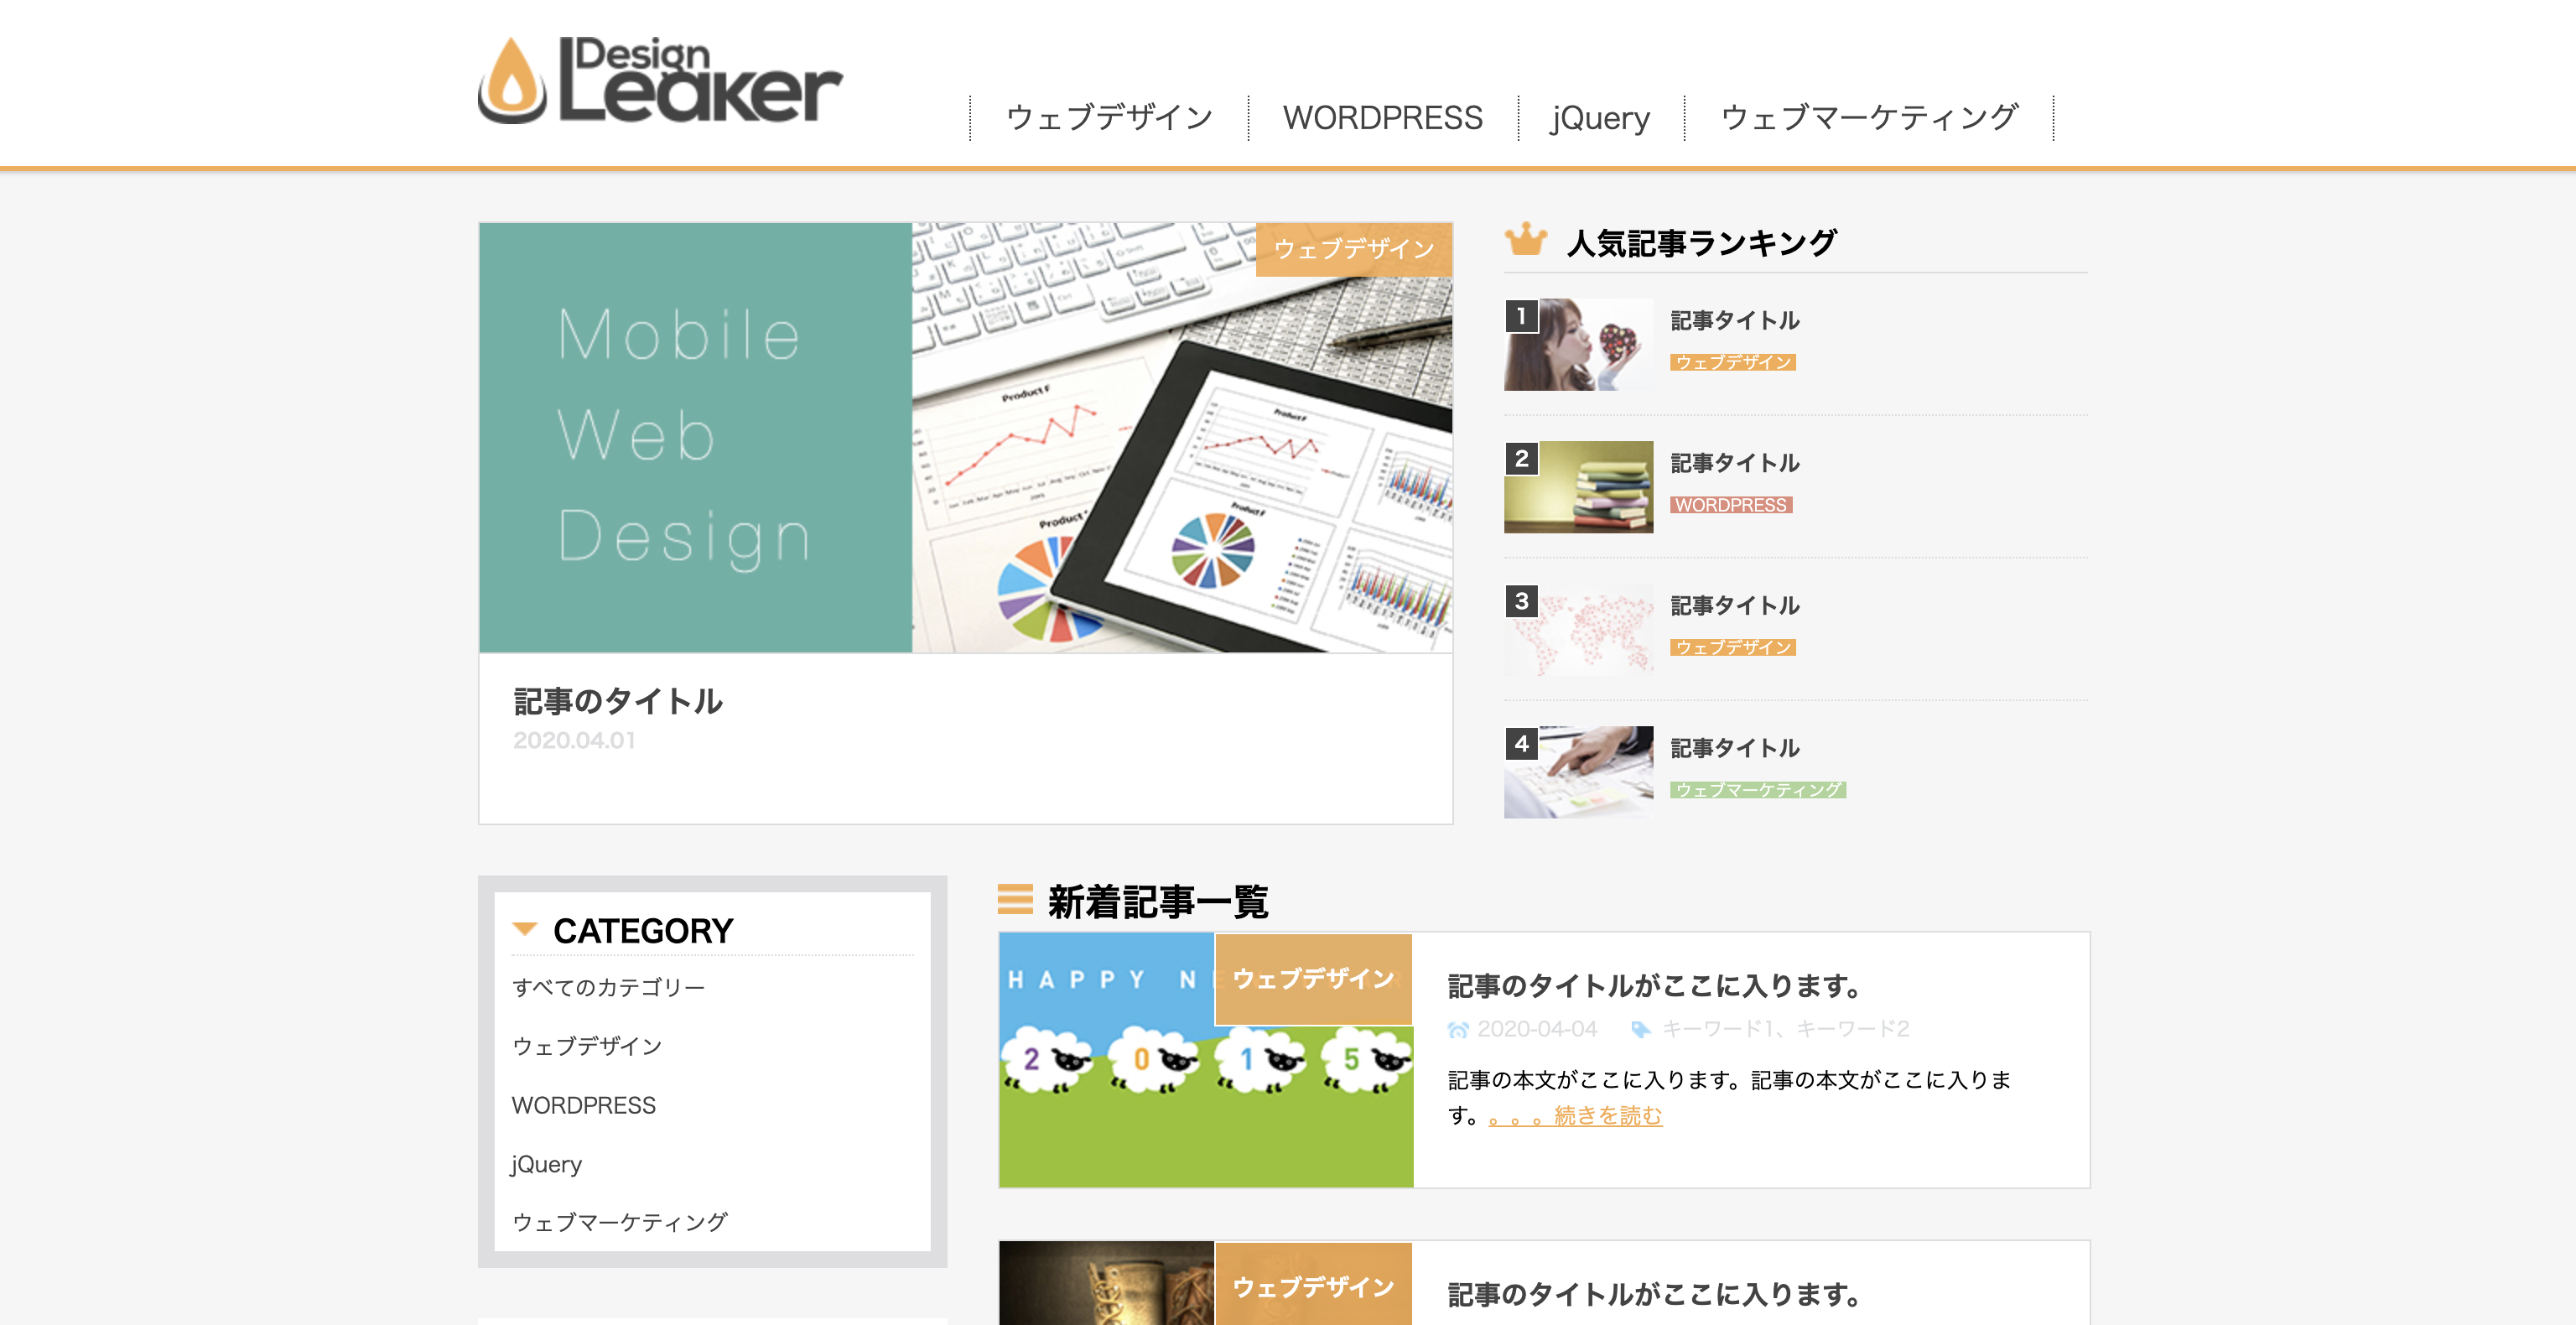 Design
Leaker
ウェブデザイン
WORDPRESS
jQuery
ウェブマーケティング
Mobile
Web
Design
Product F
Product F
Product F
ウェブデザイン
記事のタイトル
2020.04.01
人気記事ランキング
1
記事タイトル
ウェブデザイン
2
記事タイトル
WORDPRESS
3
記事タイトル
ウェブデザイン
4
記事タイトル
ウェブマーケティング
CATEGORY
すべてのカテゴリー
ウェブデザイン
WORDPRESS
jQuery
ウェブマーケティング
新着記事一覧
HAPPY N
ウェブデザイン
2 0 1 5
記事のタイトルがここに入ります。
2020-04-04 キーワード1、キーワード2
記事の本文がここに入ります。記事の本文がここに入りま
す。。。。続きを読む
ウェブデザイン
記事のタイトルがここに入ります。